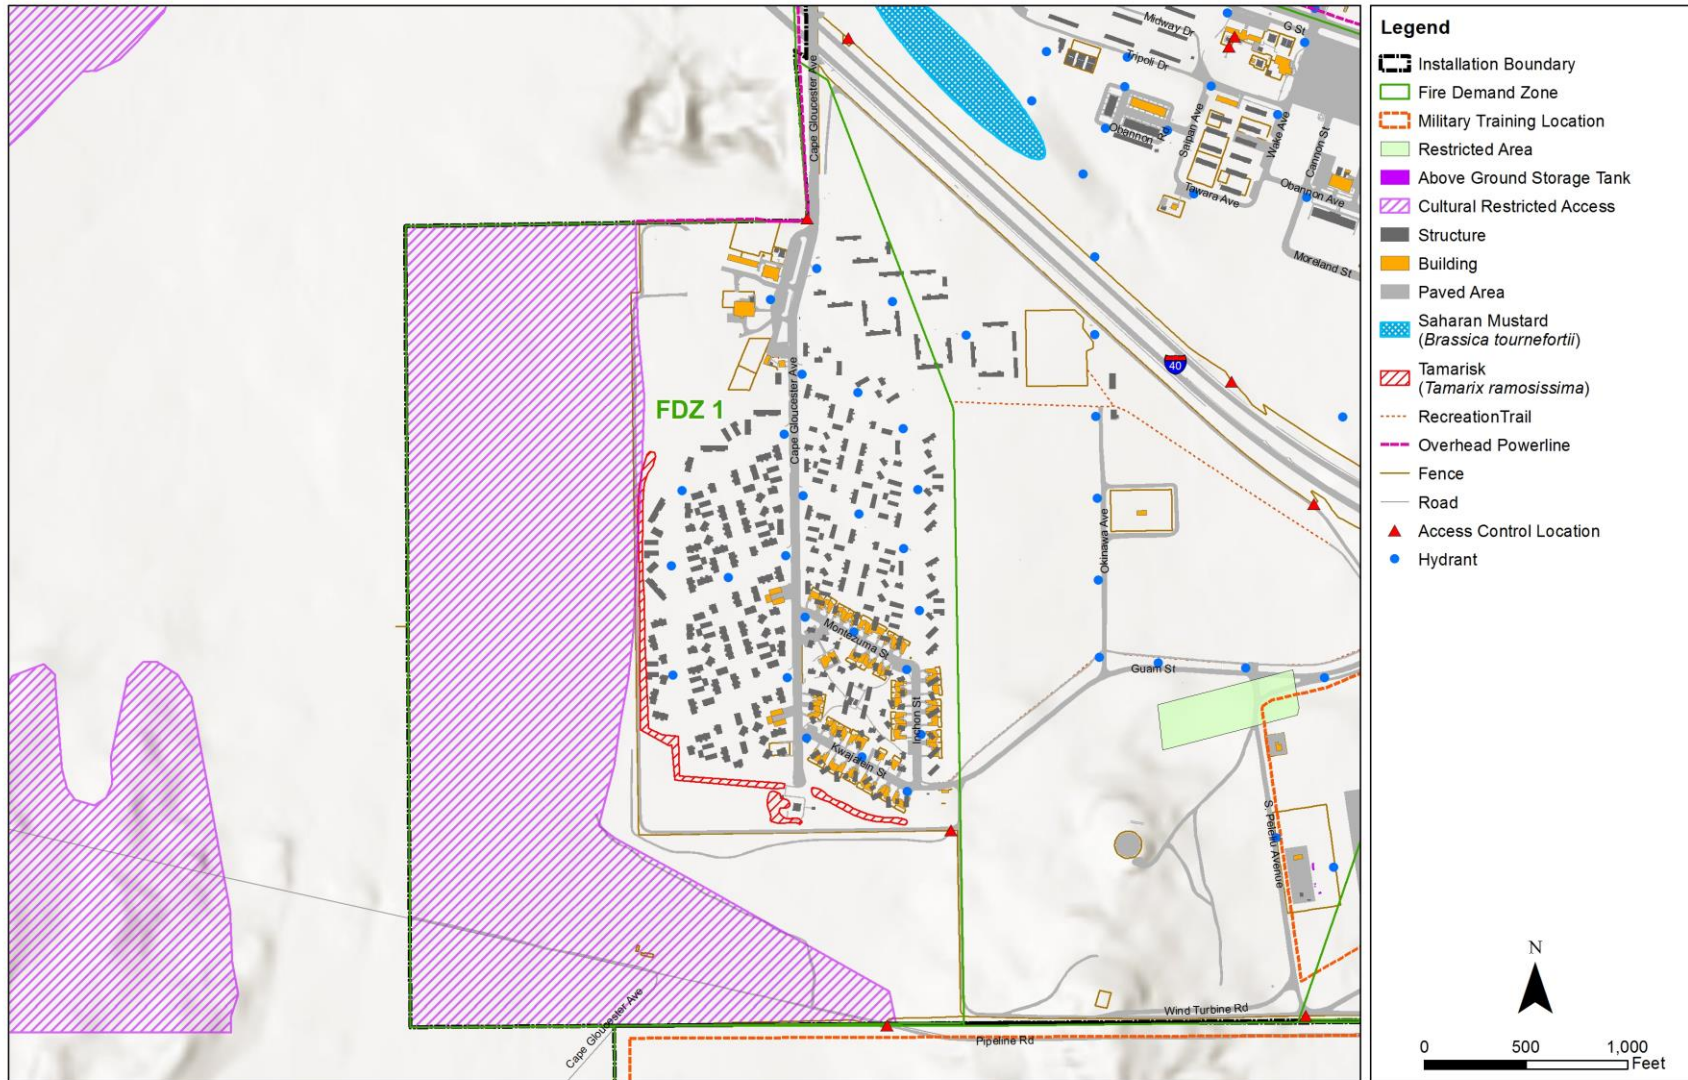 Midway Dr
G St
Tripoli Dr
Cape Gloucester Ave
Obannon Rd
Saipan Ave
Wake Ave
Cannon St
Obannon Ave
Tawara Ave
Moreland St
40
Cape Gloucester Ave
FDZ 1
Okinawa Ave
Montezuma St
Guam St
Inchon St
Kwajalein St
S. Peleliu Avenue
Wind Turbine Rd
Pipeline Rd
Cape Gloucester Ave
Legend
Installation Boundary
Fire Demand Zone
Military Training Location
Restricted Area
Above Ground Storage Tank
Cultural Restricted Access
Structure
Building
Paved Area
Saharan Mustard
(Brassica tournefortii)
Tamarisk
(Tamarix ramosissima)
RecreationTrail
Overhead Powerline
Fence
Road
Access Control Location
Hydrant
N
0 500 1,000
Feet